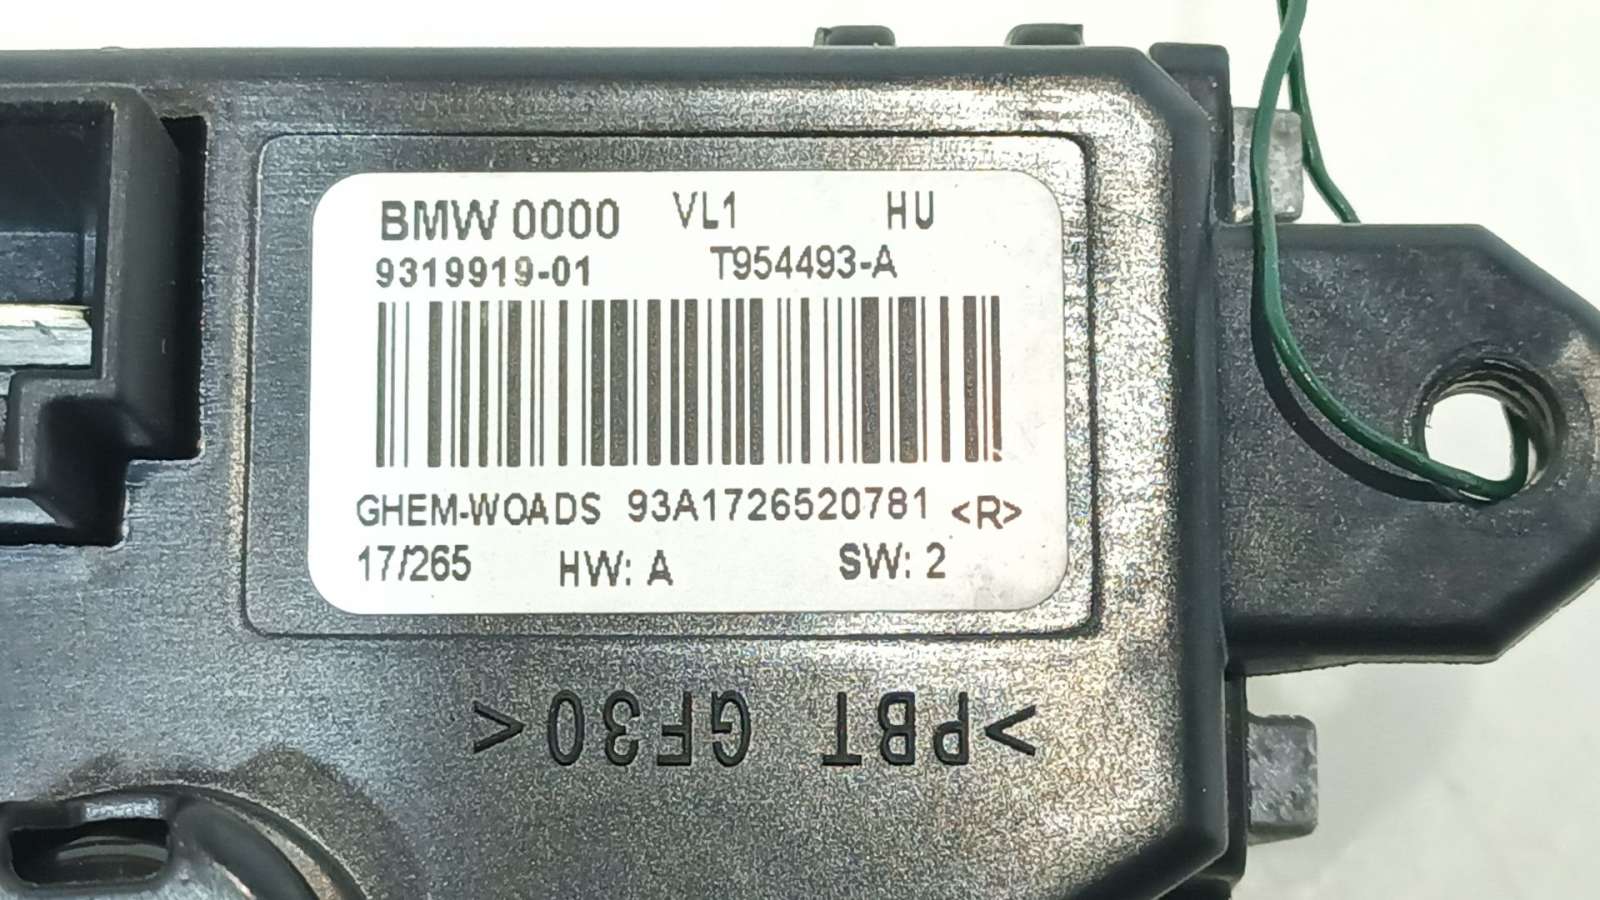 BMW 0000 VL1 HU
9319919-01 T954493-A
GHEM-WOADS 93A1726520781 <R>
17/265 HW: A SW: 2
>PBT GF30<